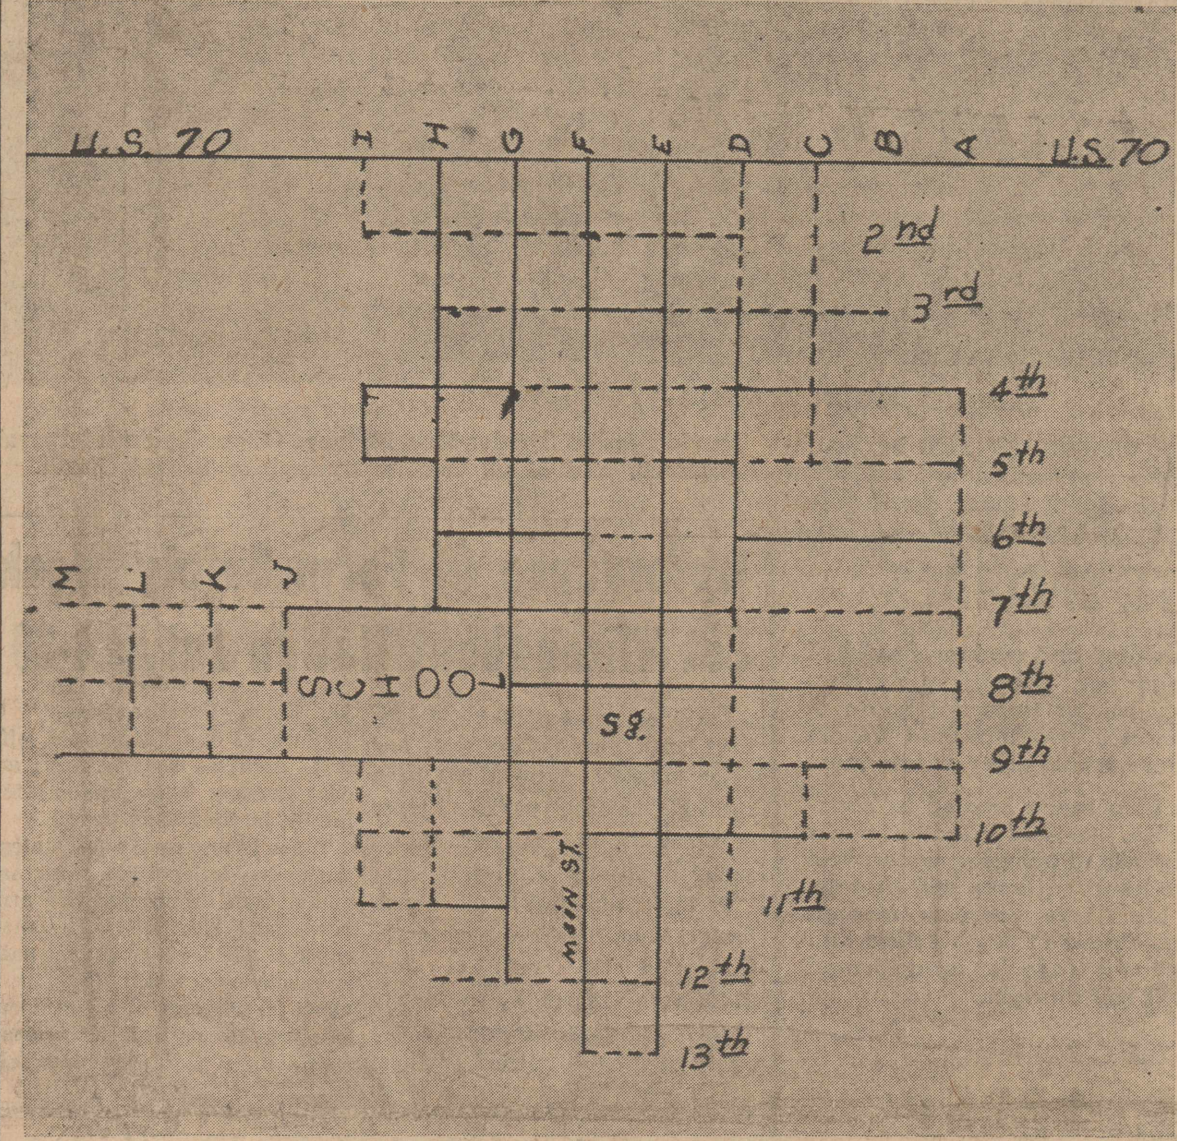 U.S. 70 I H G F E D C B A U.S. 70
2nd
3rd
4th
5th
6th
M L K J
7th
SCHOOL
8th
Sq.
9th
10th
Main ST.
11th
12th
13th